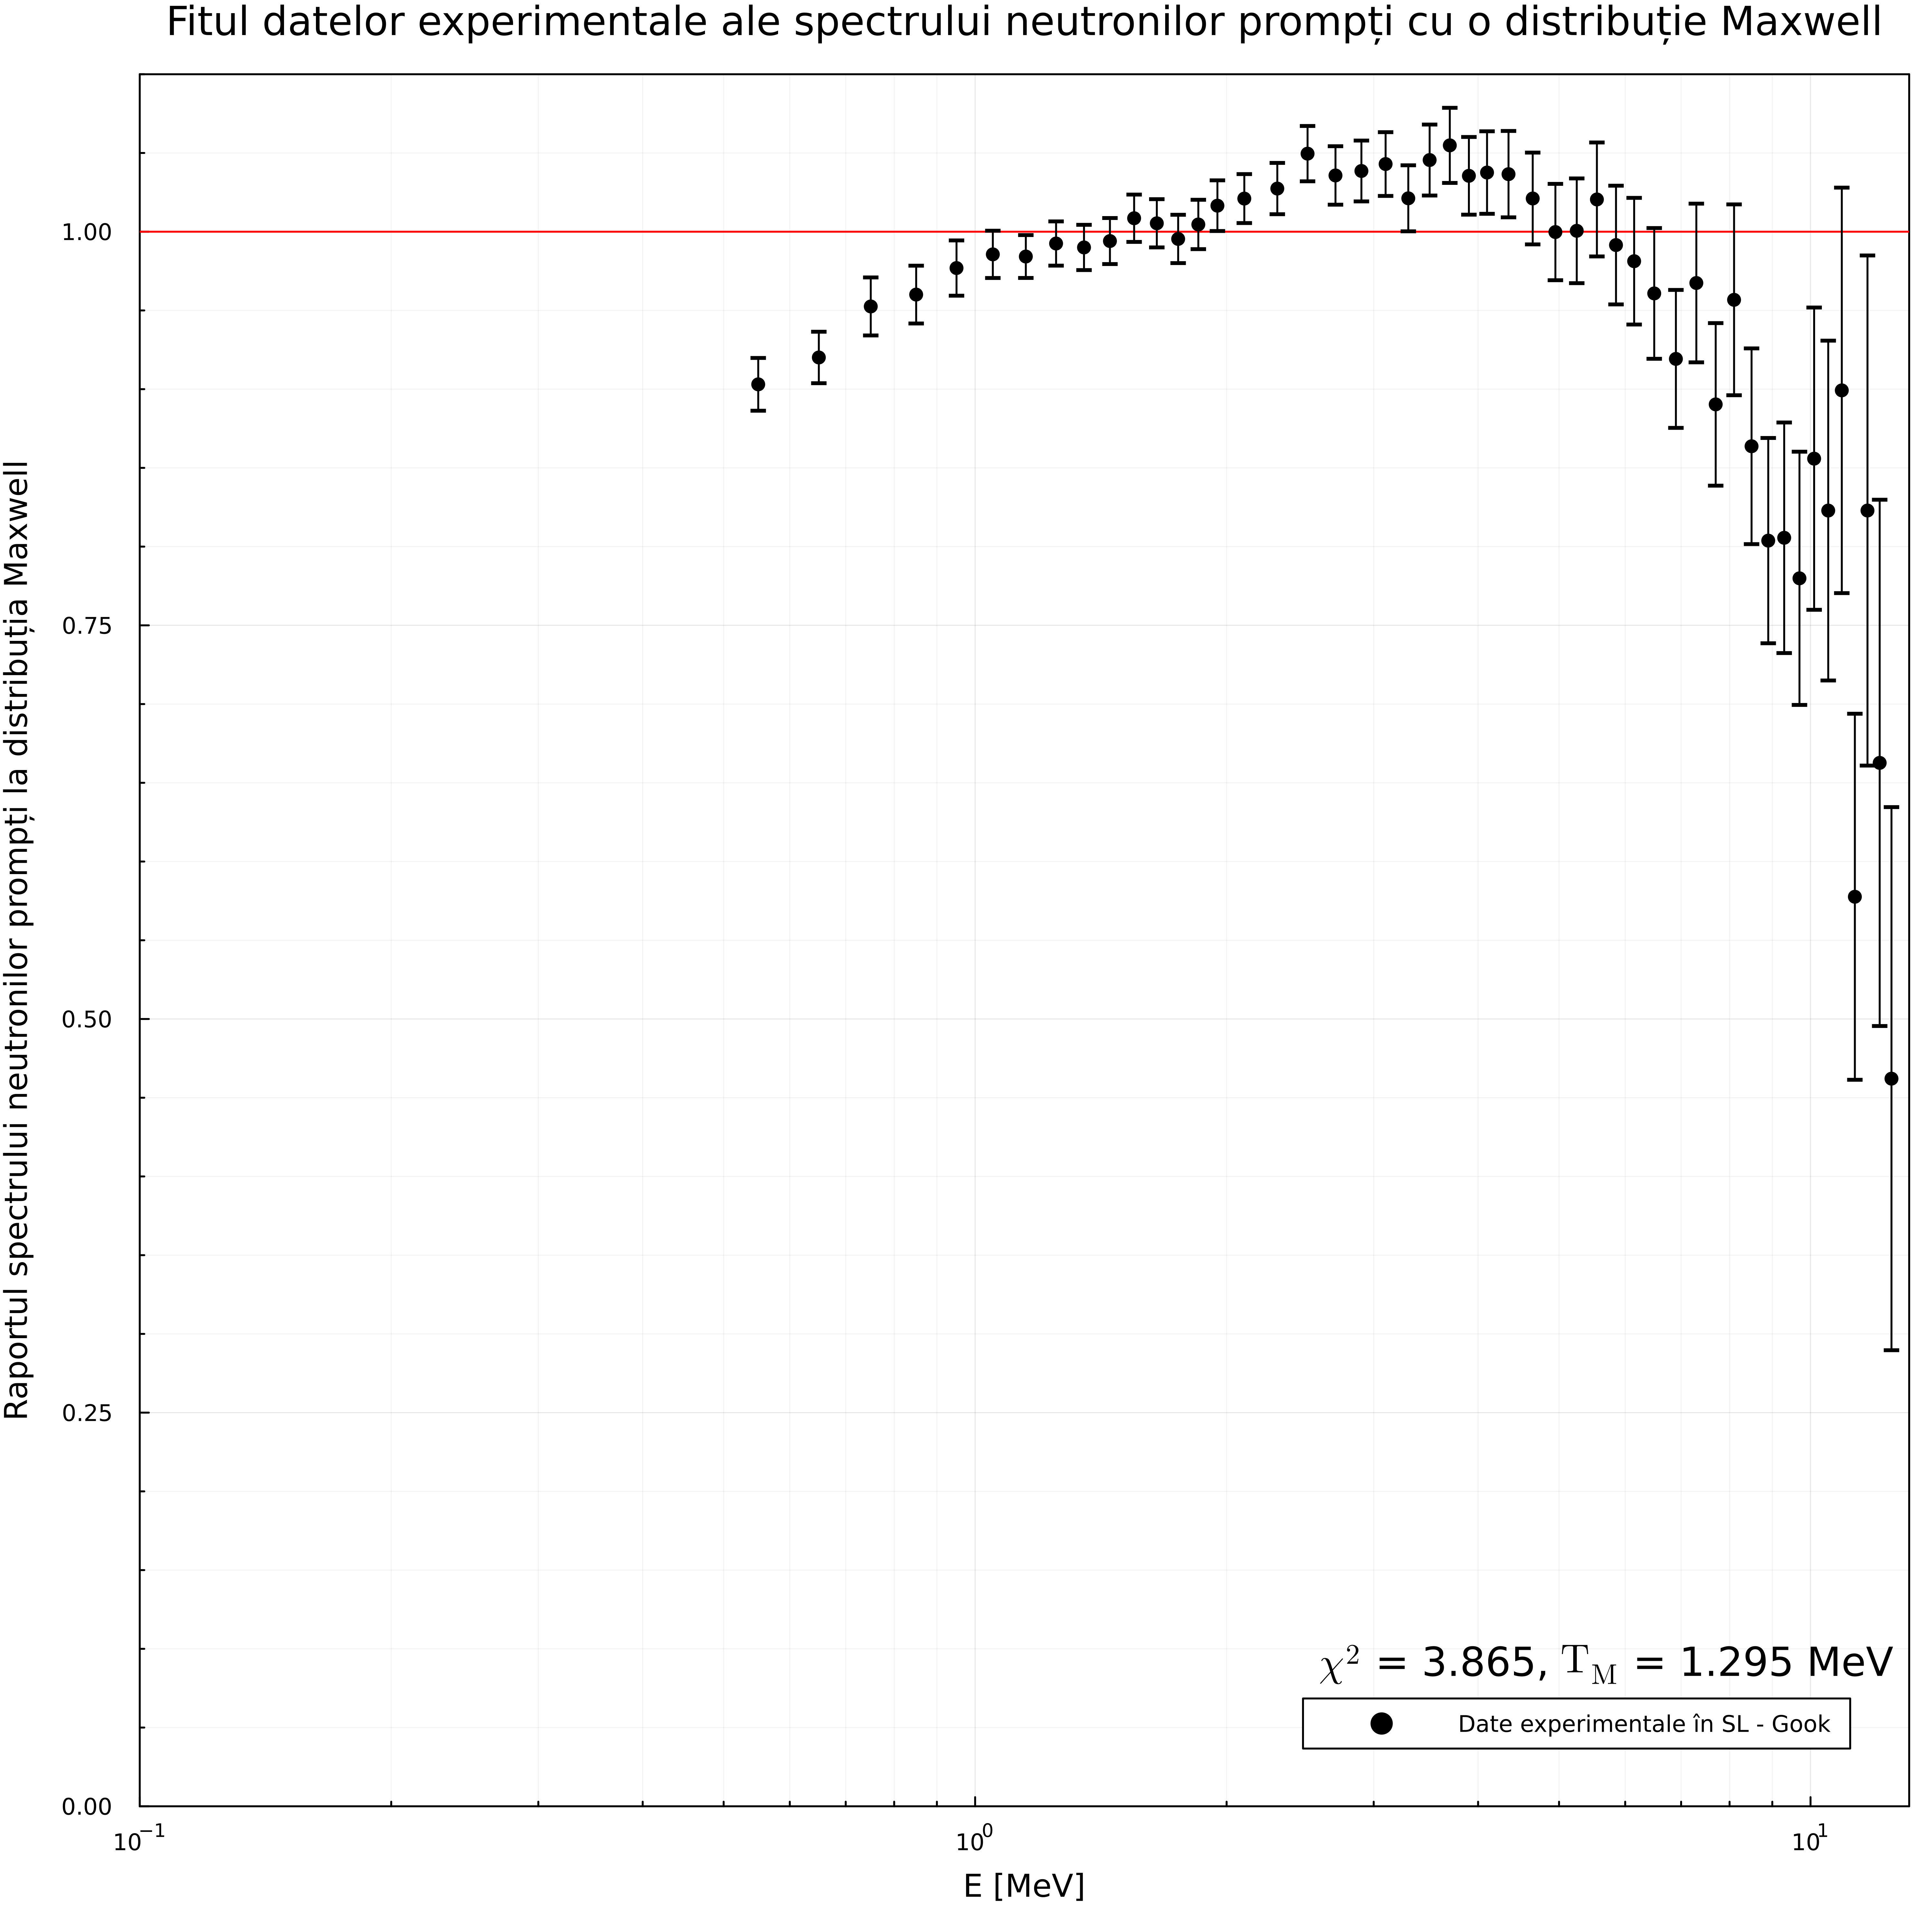 Fitul datelor experimentale ale spectrului neutronilor prompți cu o distribuție Maxwell
Raportul spectrului neutronilor prompți la distribuția Maxwell
1.00
0.75
0.50
0.25
0.00
χ² = 3.865, T_M = 1.295 MeV
Date experimentale în SL - Gook
10⁻¹
10⁰
10¹
E [MeV]